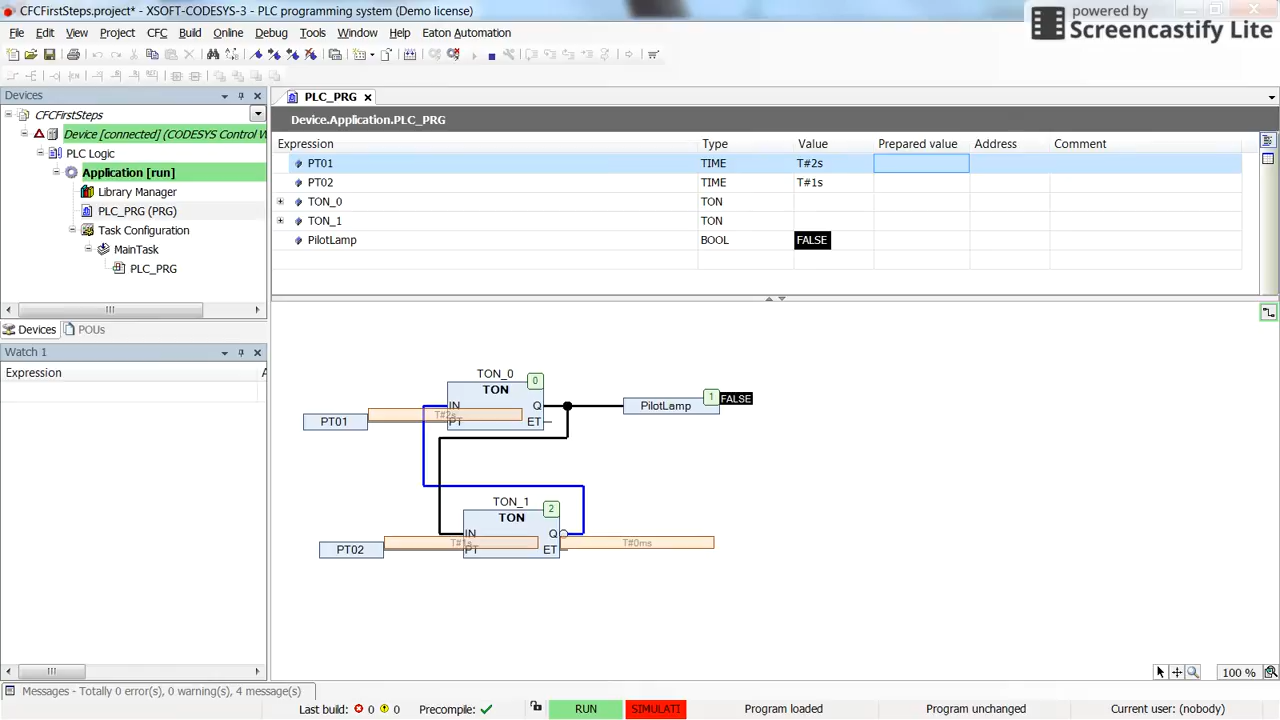 CFCFirstSteps.project* - XSOFT-CODESYS-3 - PLC programming system (Demo license)
powered by
Screencastify Lite
File Edit View Project CFC Build Online Debug Tools Window Help Eaton Automation
Devices
PLC_PRG
CFCFirstSteps
Device [connected] (CODESYS Control W
PLC Logic
Application [run]
Library Manager
PLC_PRG (PRG)
Task Configuration
MainTask
PLC_PRG
Devices POUs
Watch 1
Expression A
Device.Application.PLC_PRG
Expression Type Value Prepared value Address Comment
PT01 TIME T#2s
PT02 TIME T#1s
TON_0 TON
TON_1 TON
PilotLamp BOOL FALSE
TON_0
0
TON
IN Q
T#2s
PT ET
PT01
PilotLamp
1
FALSE
TON_1
2
TON
IN Q
T#1s
PT ET
T#0ms
PT02
100 %
Messages - Totally 0 error(s), 0 warning(s), 4 message(s)
Last build: 0 0 Precompile: RUN SIMULATI Program loaded Program unchanged Current user: (nobody)